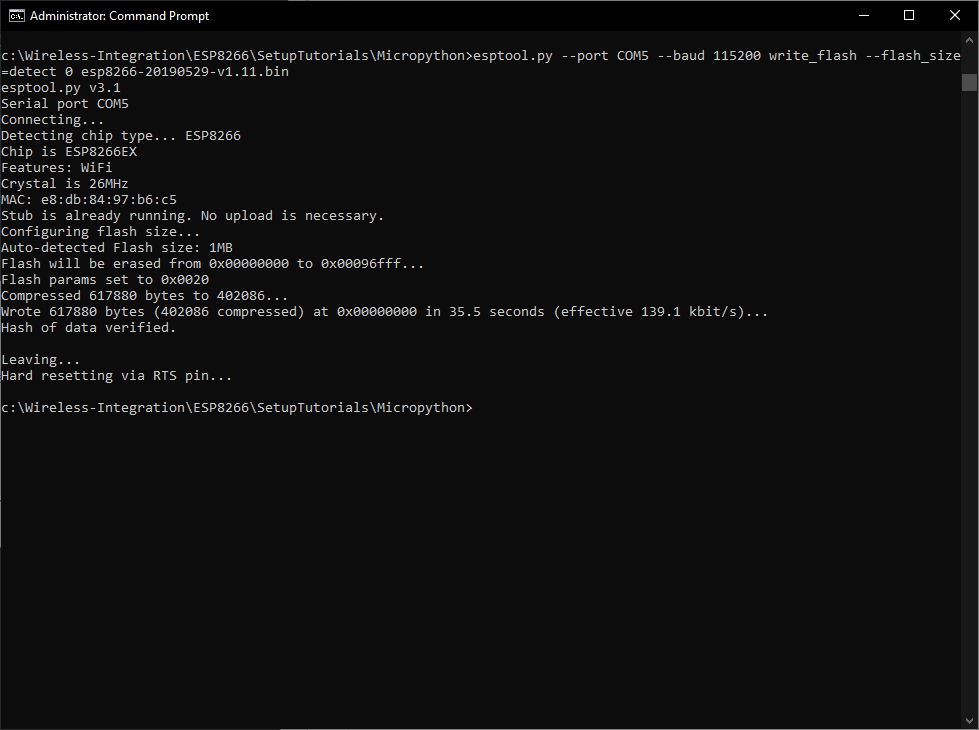 Administrator: Command Prompt
c:\Wireless-Integration\ESP8266\SetupTutorials\Micropython>esptool.py --port COM5 --baud 115200 write_flash --flash_size
=detect 0 esp8266-20190529-v1.11.bin
esptool.py v3.1
Serial port COM5
Connecting...
Detecting chip type... ESP8266
Chip is ESP8266EX
Features: WiFi
Crystal is 26MHz
MAC: e8:db:84:97:b6:c5
Stub is already running. No upload is necessary.
Configuring flash size...
Auto-detected Flash size: 1MB
Flash will be erased from 0x00000000 to 0x00096fff...
Flash params set to 0x0020
Compressed 617880 bytes to 402086...
Wrote 617880 bytes (402086 compressed) at 0x00000000 in 35.5 seconds (effective 139.1 kbit/s)...
Hash of data verified.
Leaving...
Hard resetting via RTS pin...
c:\Wireless-Integration\ESP8266\SetupTutorials\Micropython>